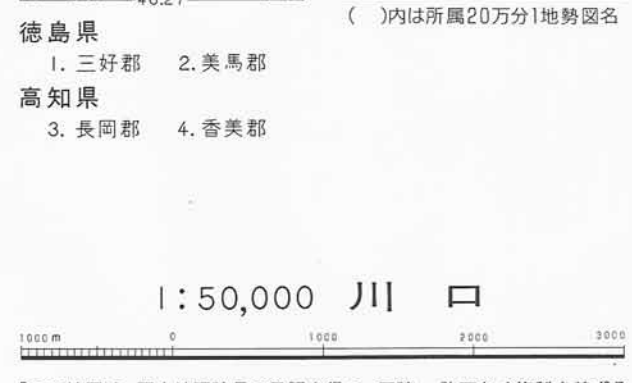 ( )内は所属20万分1地勢図名
徳島県
1. 三好郡 2. 美馬郡
高知県
3. 長岡郡 4. 香美郡
1:50,000 川口
1000m 0 1000 2000 3000